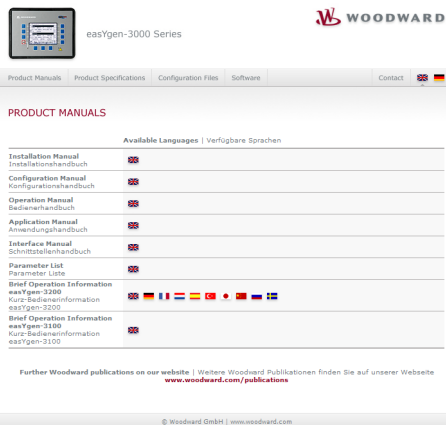 WOODWARD
easYgen-3000 Series
Product Manuals Product Specifications Configuration Files Software Contact
PRODUCT MANUALS
Available Languages | Verfügbare Sprachen
Installation Manual
Installationshandbuch
Configuration Manual
Konfigurationshandbuch
Operation Manual
Bedienerhandbuch
Application Manual
Anwendungshandbuch
Interface Manual
Schnittstellenhandbuch
Parameter List
Parameter Liste
Brief Operation Information
easYgen-3200
Kurz-Bedienerinformation
easYgen-3200
Brief Operation Information
easYgen-3100
Kurz-Bedienerinformation
easYgen-3100
Further Woodward publications on our website | Weitere Woodward Publikationen finden Sie auf unserer Webseite
www.woodward.com/publications
© Woodward GmbH | www.woodward.com